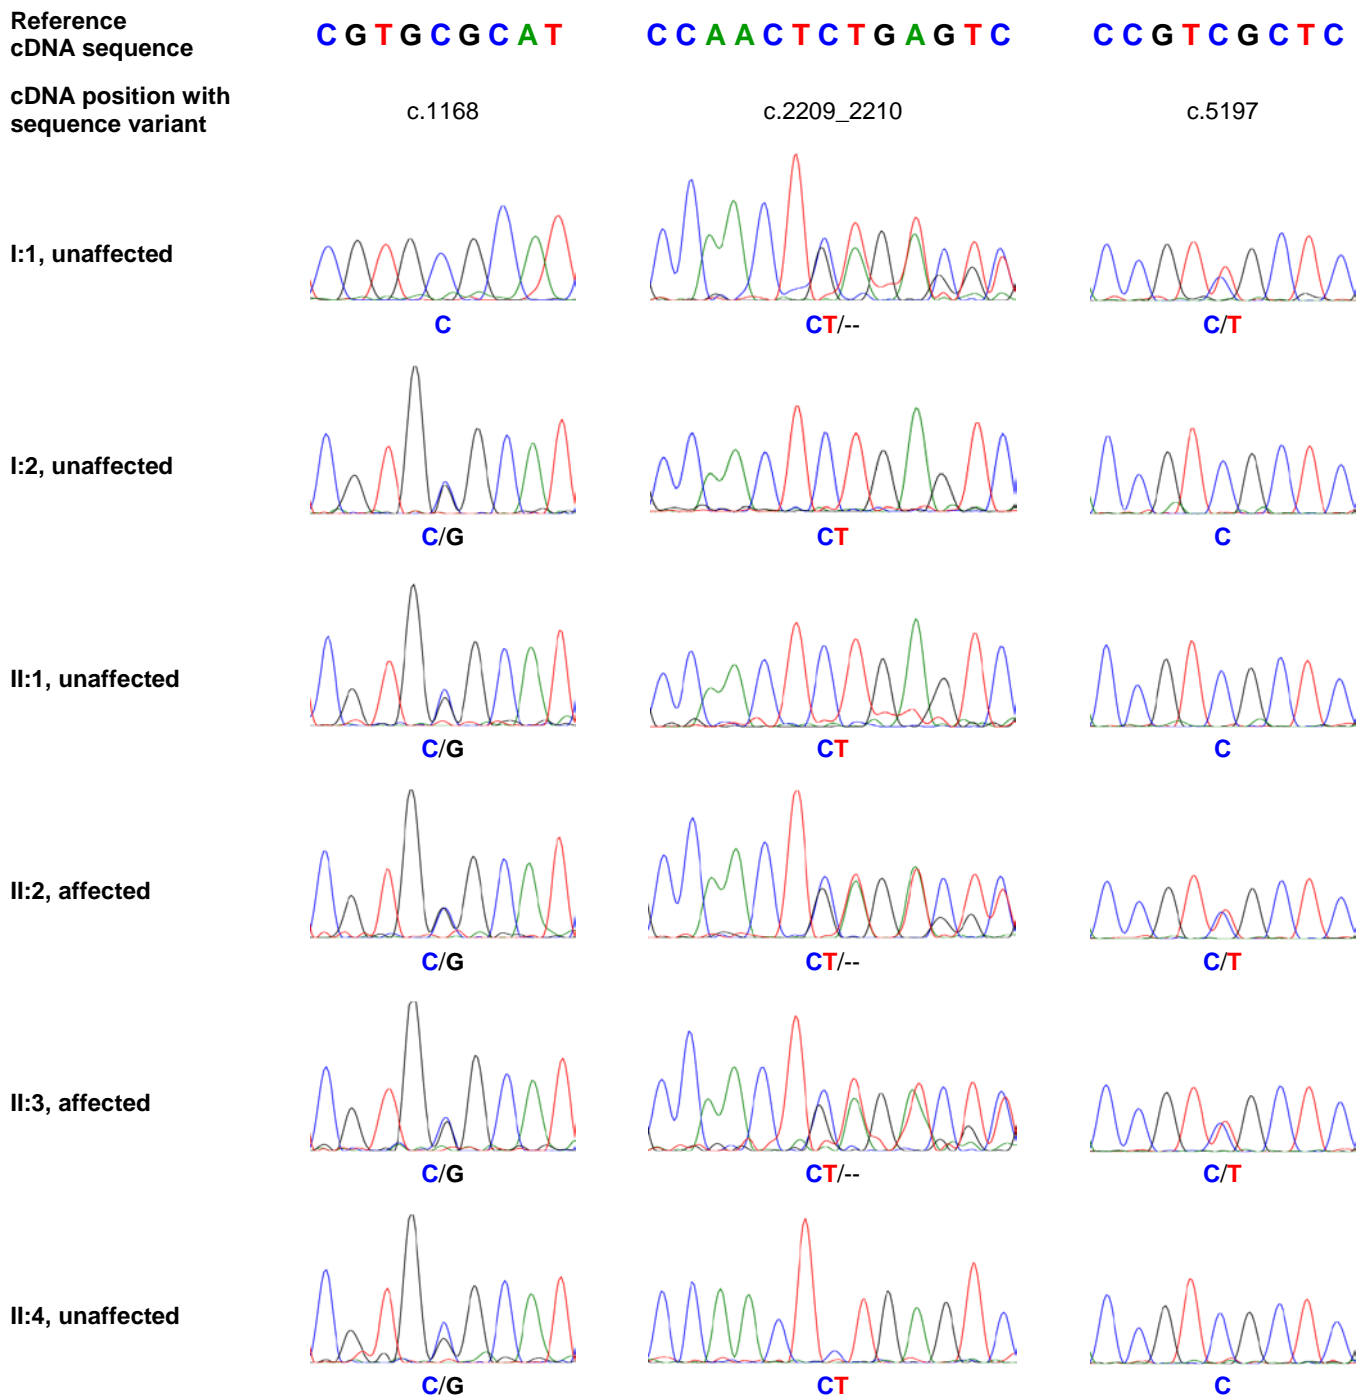 Reference
cDNA sequence
C G T G C G C A T
C C A A C T C T G A G T C
C C G T C G C T C
cDNA position with
sequence variant
c.1168
c.2209_2210
c.5197
I:1, unaffected
C
CT/--
C/T
I:2, unaffected
C/G
CT
C
II:1, unaffected
C/G
CT
C
II:2, affected
C/G
CT/--
C/T
II:3, affected
C/G
CT/--
C/T
II:4, unaffected
C/G
CT
C